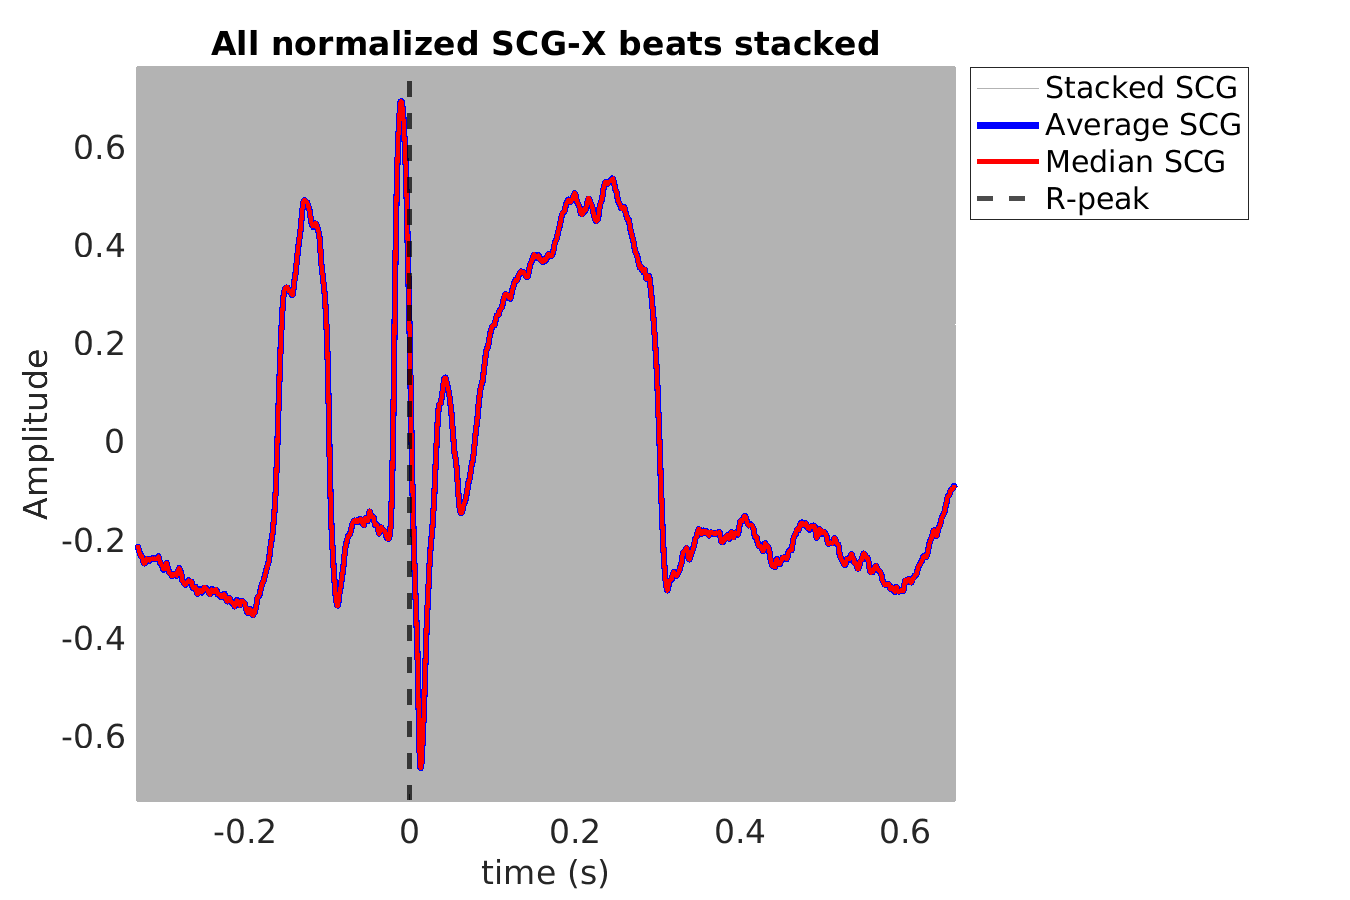 All normalized SCG-X beats stacked
Stacked SCG
Average SCG
Median SCG
R-peak
Amplitude
0.6
0.4
0.2
0
-0.2
-0.4
-0.6
-0.2 0 0.2 0.4 0.6
time (s)